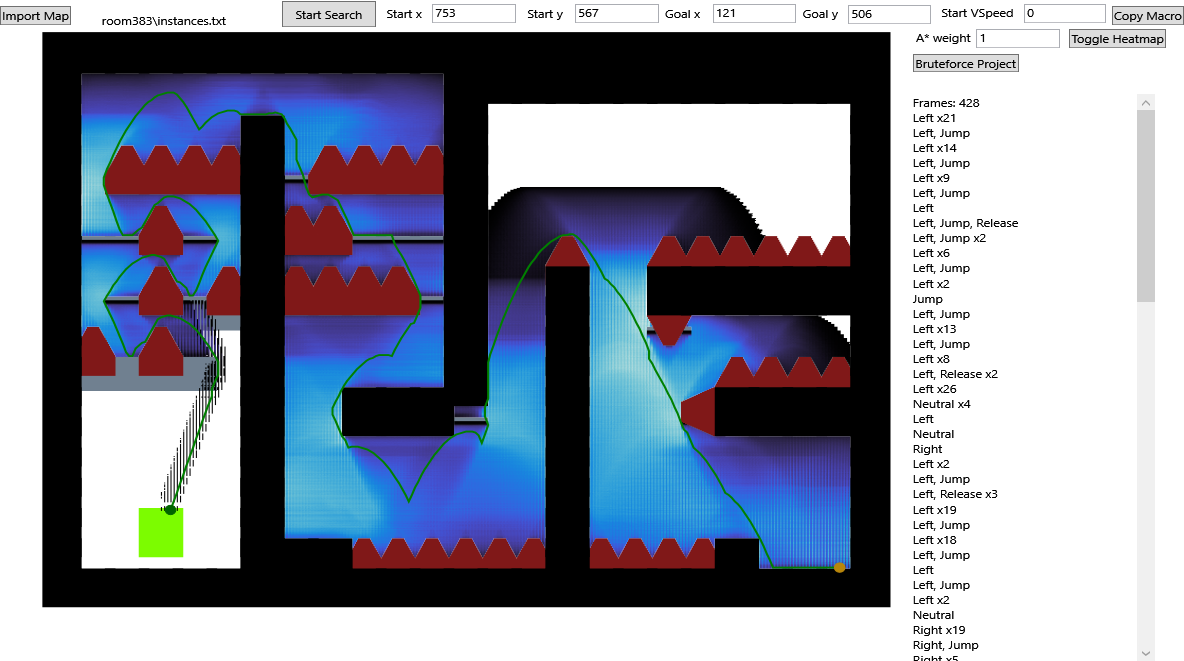 Import Map room383\instances.txt Start Search Start x 753 Start y 567 Goal x 121 Goal y 506 Start VSpeed 0 Copy Macro
A* weight 1 Toggle Heatmap
Bruteforce Project
Frames: 428
Left x21
Left, Jump
Left x14
Left, Jump
Left x9
Left, Jump
Left
Left, Jump, Release
Left, Jump x2
Left x6
Left, Jump
Left x2
Jump
Left, Jump
Left x13
Left, Jump
Left x8
Left, Release x2
Left x26
Neutral x4
Left
Neutral
Right
Left x2
Left, Jump
Left, Release x3
Left x19
Left, Jump
Left x18
Left, Jump
Left
Left, Jump
Left x2
Neutral
Right x19
Right, Jump
Right x5